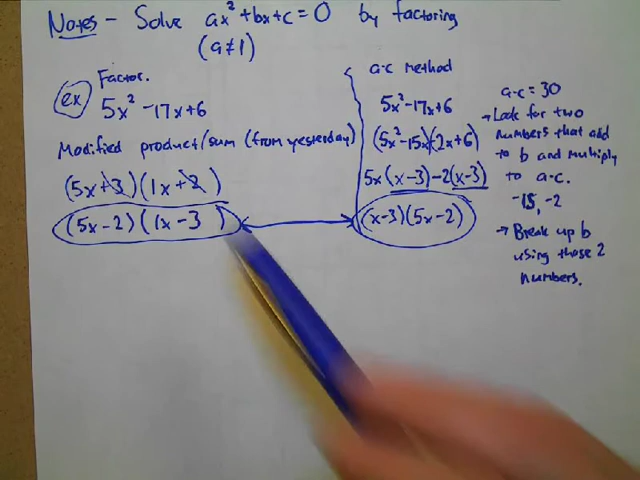 Notes - Solve ax² + bx + c = 0 by factoring
(a≠1)
ex Factor.
5x² - 17x + 6
Modified product/sum (from yesterday)
(5x+3)(1x+2)
(5x-2)(1x-3)
a·c method
5x² - 17x + 6
(5x² - 15x)(-2x + 6)
5x(x-3) - 2(x-3)
(x-3)(5x-2)
a·c = 30
→ Look for two
numbers that add
to b and multiply
to a·c.
-15, -2
→ Break up b
using those 2
numbers.